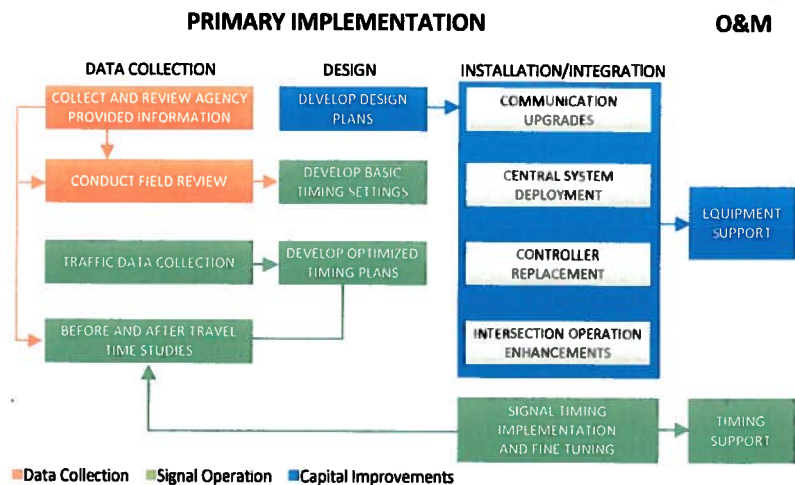 PRIMARY IMPLEMENTATION
O&M
DATA COLLECTION
DESIGN
INSTALLATION/INTEGRATION
COLLECT AND REVIEW AGENCY
PROVIDED INFORMATION
DEVELOP DESIGN
PLANS
COMMUNICATION
UPGRADES
CONDUCT FIELD REVIEW
DEVELOP BASIC
TIMING SETTINGS
CENTRAL SYSTEM
DEPLOYMENT
EQUIPMENT
SUPPORT
TRAFFIC DATA COLLECTION
DEVELOP OPTIMIZED
TIMING PLANS
CONTROLLER
REPLACEMENT
BEFORE AND AFTER TRAVEL
TIME STUDIES
INTERSECTION OPERATION
ENHANCEMENTS
SIGNAL TIMING
IMPLEMENTATION
AND FINE TUNING
TIMING
SUPPORT
Data Collection
Signal Operation
Capital Improvements